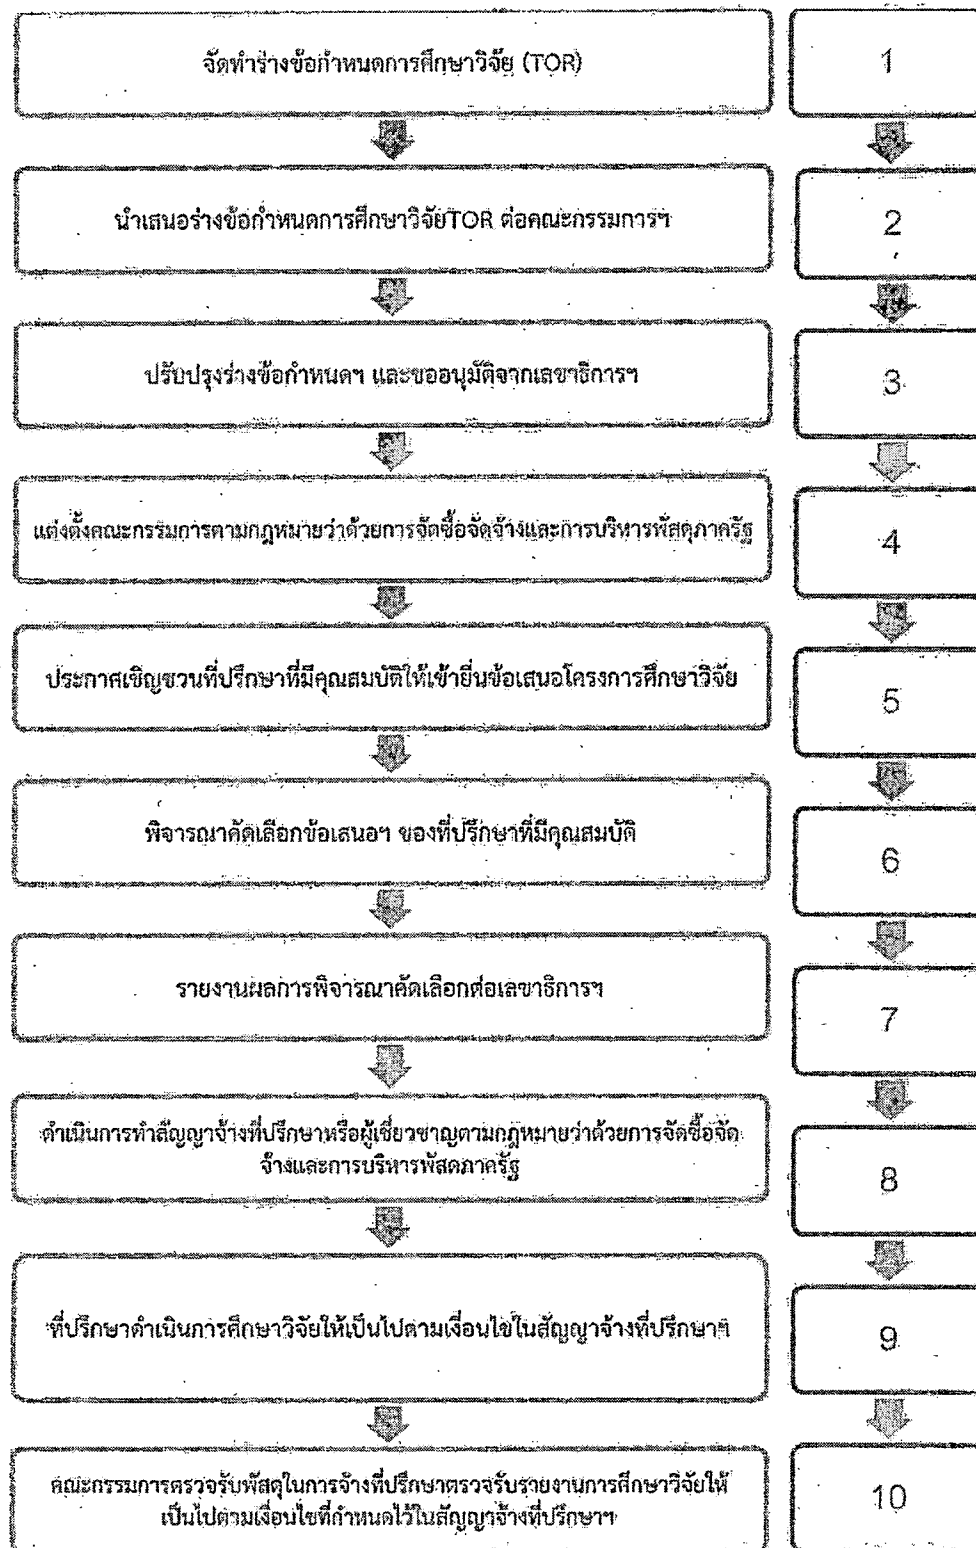 จัดทำร่างข้อกำหนดการศึกษาวิจัย (TOR)
1
นำเสนอร่างข้อกำหนดการศึกษาวิจัยTOR ต่อคณะกรรมการฯ
2
ปรับปรุงร่างข้อกำหนดฯ และขออนุมัติจากเลขาธิการฯ
3
แต่งตั้งคณะกรรมการตามกฎหมายว่าด้วยการจัดซื้อจัดจ้างและการบริหารพัสดุภาครัฐ
4
ประกาศเชิญชวนที่ปรึกษาที่มีคุณสมบัติให้เข้ายื่นข้อเสนอโครงการศึกษาวิจัย
5
พิจารณาคัดเลือกข้อเสนอฯ ของที่ปรึกษาที่มีคุณสมบัติ
6
รายงานผลการพิจารณาคัดเลือกต่อเลขาธิการฯ
7
ดำเนินการทำสัญญาจ้างที่ปรึกษาหรือผู้เชี่ยวชาญตามกฎหมายว่าด้วยการจัดซื้อจัด
จ้างและการบริหารพัสดุภาครัฐ
8
ที่ปรึกษาดำเนินการศึกษาวิจัยให้เป็นไปตามเงื่อนไขในสัญญาจ้างที่ปรึกษาฯ
9
คณะกรรมการตรวจรับพัสดุในการจ้างที่ปรึกษาตรวจรับรายงานการศึกษาวิจัยให้
เป็นไปตามเงื่อนไขที่กำหนดไว้ในสัญญาจ้างที่ปรึกษาฯ
10